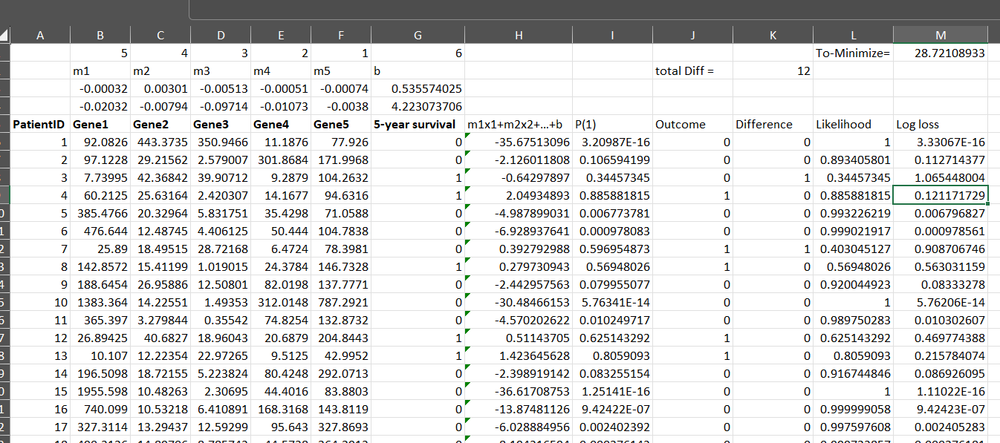 A B C D E F G H I J K L M
5 4 3 2 1 6 To-Minimize= 28.72108933
m1 m2 m3 m4 m5 b total Diff = 12
-0.00032 0.00301 -0.00513 -0.00051 -0.00074 0.535574025
-0.02032 -0.00794 -0.09714 -0.01073 -0.0038 4.223073706
PatientID Gene1 Gene2 Gene3 Gene4 Gene5 5-year survival m1x1+m2x2+...+b P(1) Outcome Difference Likelihood Log loss
1 92.0826 443.3735 350.9466 11.1876 77.926 0 -35.67513096 3.20987E-16 0 0 1 3.33067E-16
2 97.1228 29.21562 2.579007 301.8684 171.9968 0 -2.126011808 0.106594199 0 0 0.893405801 0.112714377
3 7.73995 42.36842 39.90712 9.2879 104.2632 1 -0.64297897 0.34457345 0 1 0.34457345 1.065448004
4 60.2125 25.63164 2.420307 14.1677 94.6316 1 2.04934893 0.885881815 1 0 0.885881815 0.121171729
5 385.4766 20.32964 5.831751 35.4298 71.0588 0 -4.987899031 0.006773781 0 0 0.993226219 0.006796827
6 476.644 12.48745 4.406125 50.444 104.7838 0 -6.928937641 0.000978083 0 0 0.999021917 0.000978561
7 25.89 18.49515 28.72168 6.4724 78.3981 0 0.392792988 0.596954873 1 1 0.403045127 0.908706746
8 142.8572 15.41199 1.019015 24.3784 146.7328 1 0.279730943 0.56948026 1 0 0.56948026 0.563031159
9 188.6454 26.95886 12.50801 82.0198 137.7771 0 -2.442957563 0.079955077 0 0 0.920044923 0.08333278
10 1383.364 14.22551 1.49353 312.0148 787.2921 0 -30.48466153 5.76341E-14 0 0 1 5.76206E-14
11 365.397 3.279844 0.35542 74.8254 132.8732 0 -4.570202622 0.010249717 0 0 0.989750283 0.010302607
12 26.89425 40.6827 18.96043 20.6879 204.8443 1 0.51143705 0.625143292 1 0 0.625143292 0.469774388
13 10.107 12.22354 22.97265 9.5125 42.9952 1 1.423645628 0.8059093 1 0 0.8059093 0.215784074
14 196.5098 18.72155 5.223824 80.4248 292.0713 0 -2.398919142 0.083255154 0 0 0.916744846 0.086926095
15 1955.598 10.48263 2.30695 44.4016 83.8803 0 -36.61708753 1.25141E-16 0 0 1 1.11022E-16
16 740.099 10.53218 6.410891 168.3168 143.8119 0 -13.87481126 9.42422E-07 0 0 0.999999058 9.42423E-07
17 327.3114 13.29437 12.59299 95.643 327.8693 0 -6.028884956 0.002402392 0 0 0.997597608 0.002405283